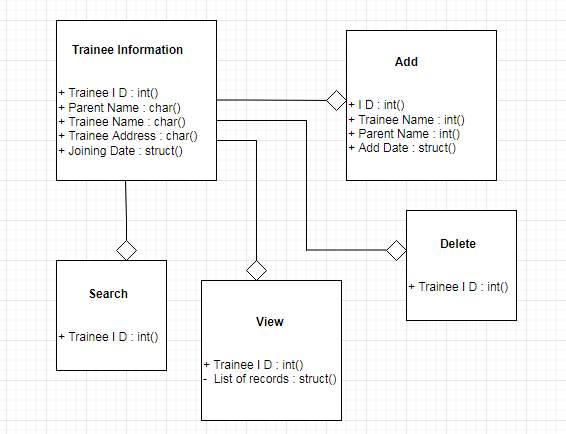 Trainee Information
+ Trainee I D : int()
+ Parent Name : char()
+ Trainee Name : char()
+ Trainee Address : char()
+ Joining Date : struct()
Add
+ I D : int()
+ Trainee Name : int()
+ Parent Name : int()
+ Add Date : struct()
Delete
+ Trainee I D : int()
Search
+ Trainee I D : int()
View
+ Trainee I D : int()
- List of records : struct()